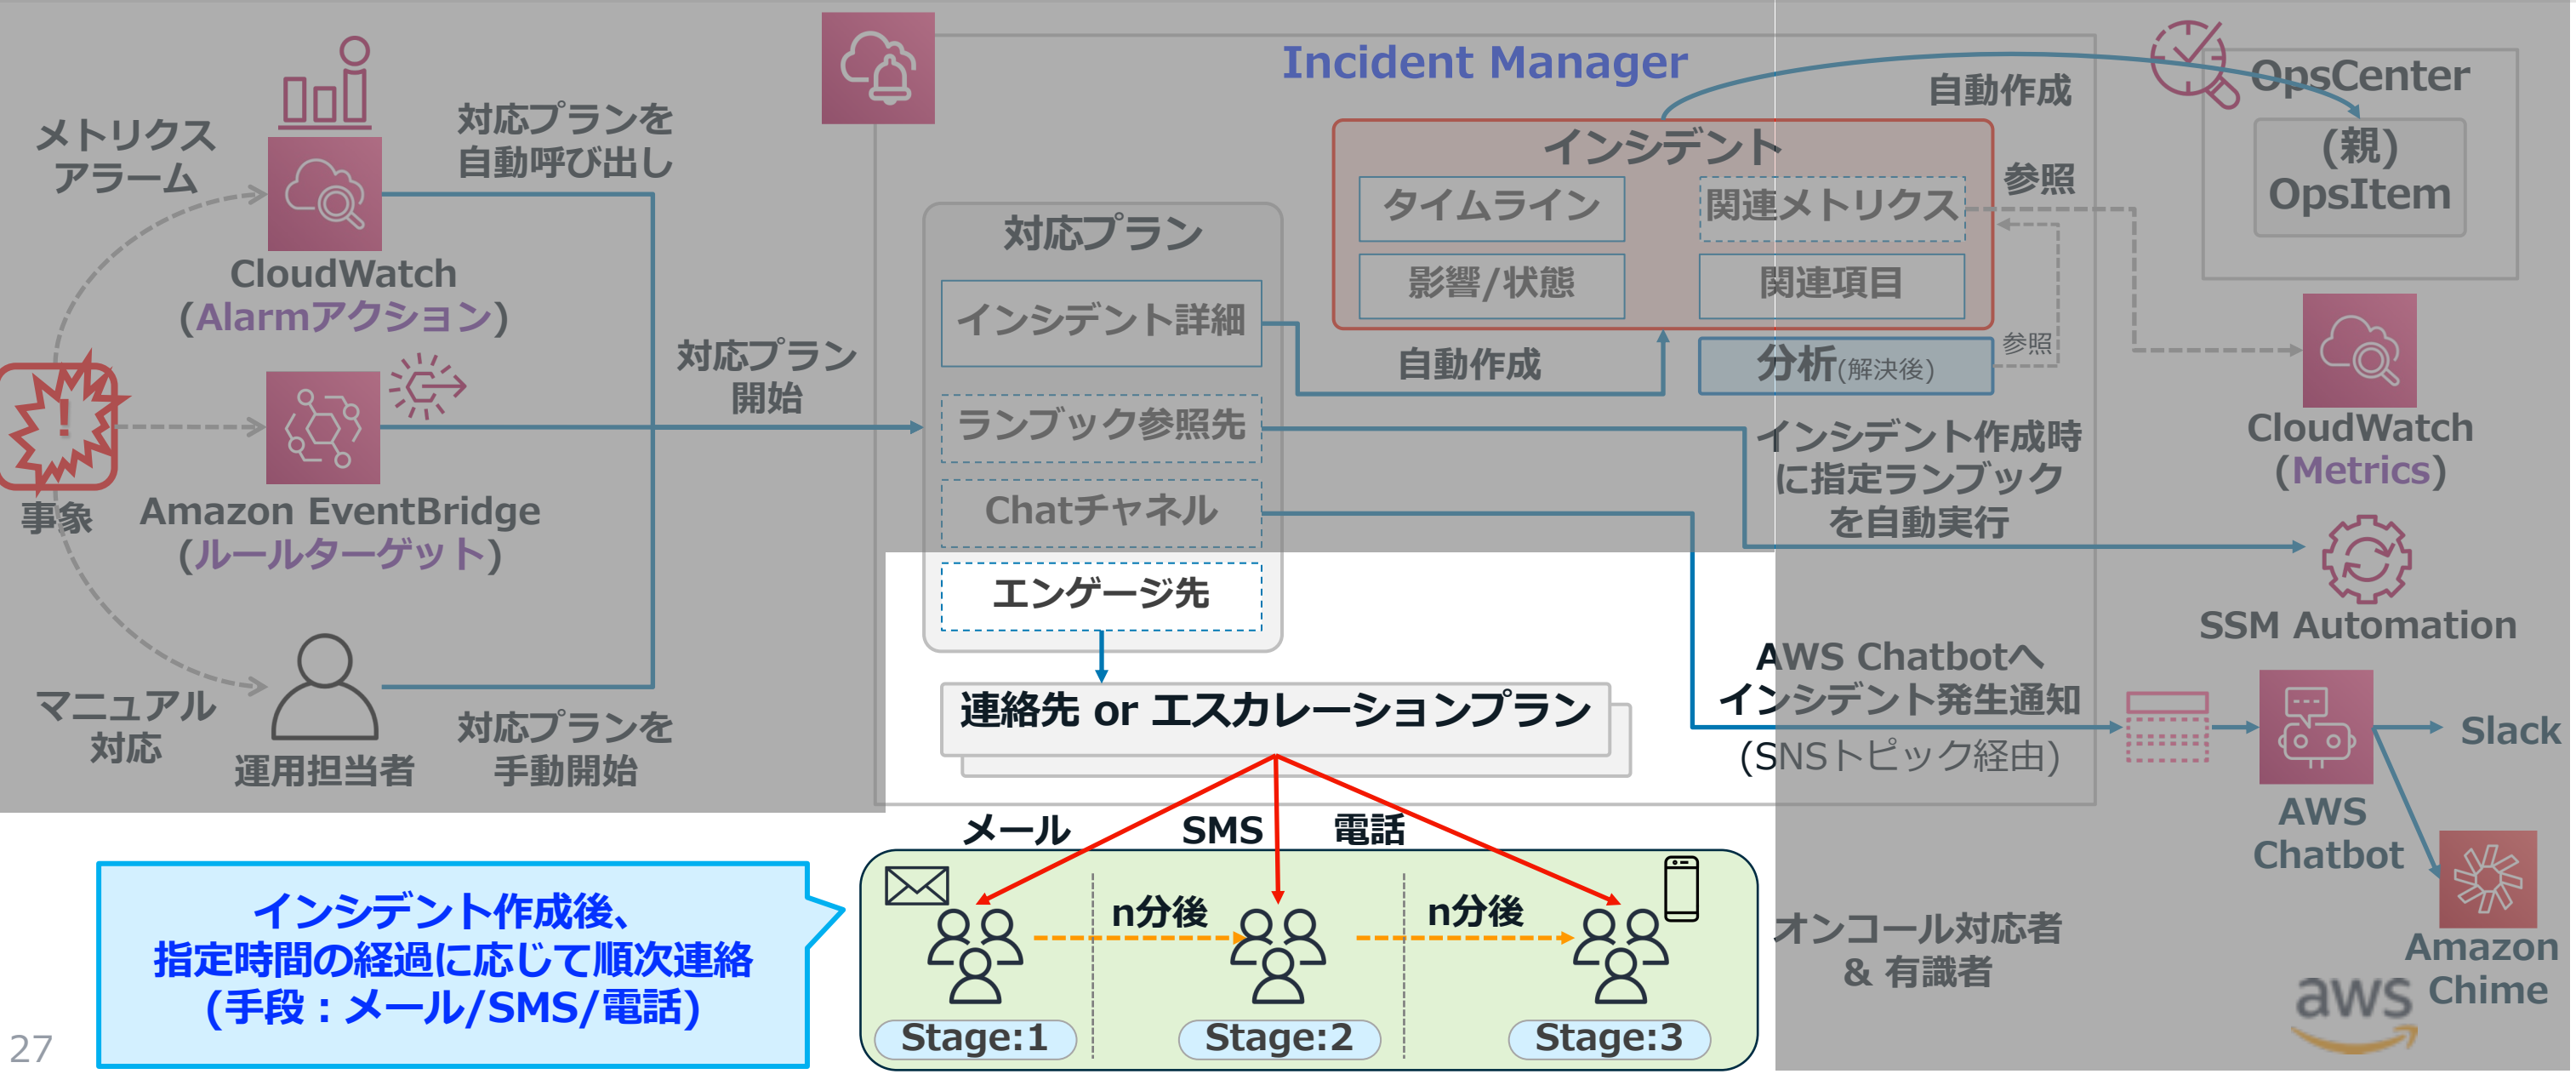 Incident Manager
メトリクス
アラーム
対応プランを
自動呼び出し
CloudWatch
(Alarmアクション)
事象
Amazon EventBridge
(ルールターゲット)
マニュアル
対応
運用担当者
対応プランを
手動開始
対応プラン
開始
対応プラン
インシデント詳細
ランブック参照先
Chatチャネル
エンゲージ先
自動作成
インシデント
タイムライン
関連メトリクス
影響/状態
関連項目
分析(解決後)
自動作成
参照
参照
OpsCenter
(親)
OpsItem
CloudWatch
(Metrics)
インシデント作成時
に指定ランブック
を自動実行
SSM Automation
AWS Chatbotへ
インシデント発生通知
(SNSトピック経由)
AWS
Chatbot
Slack
Amazon
Chime
連絡先 or エスカレーションプラン
メール
SMS
電話
n分後
n分後
Stage:1
Stage:2
Stage:3
オンコール対応者
& 有識者
インシデント作成後、
指定時間の経過に応じて順次連絡
(手段：メール/SMS/電話)
27
aws